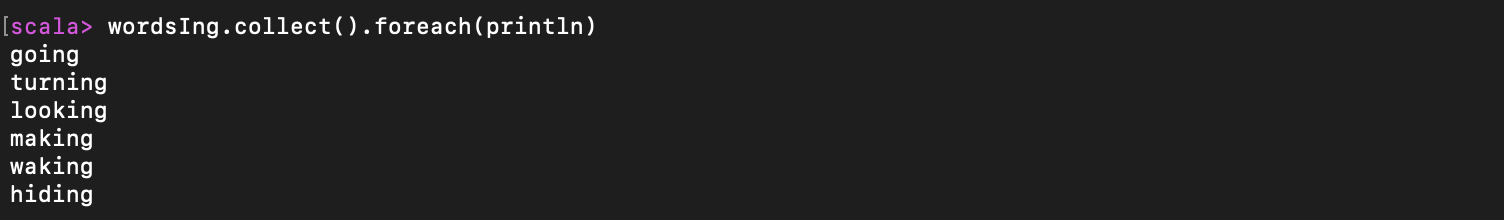 [scala> wordsIng.collect().foreach(println)
going
turning
looking
making
waking
hiding